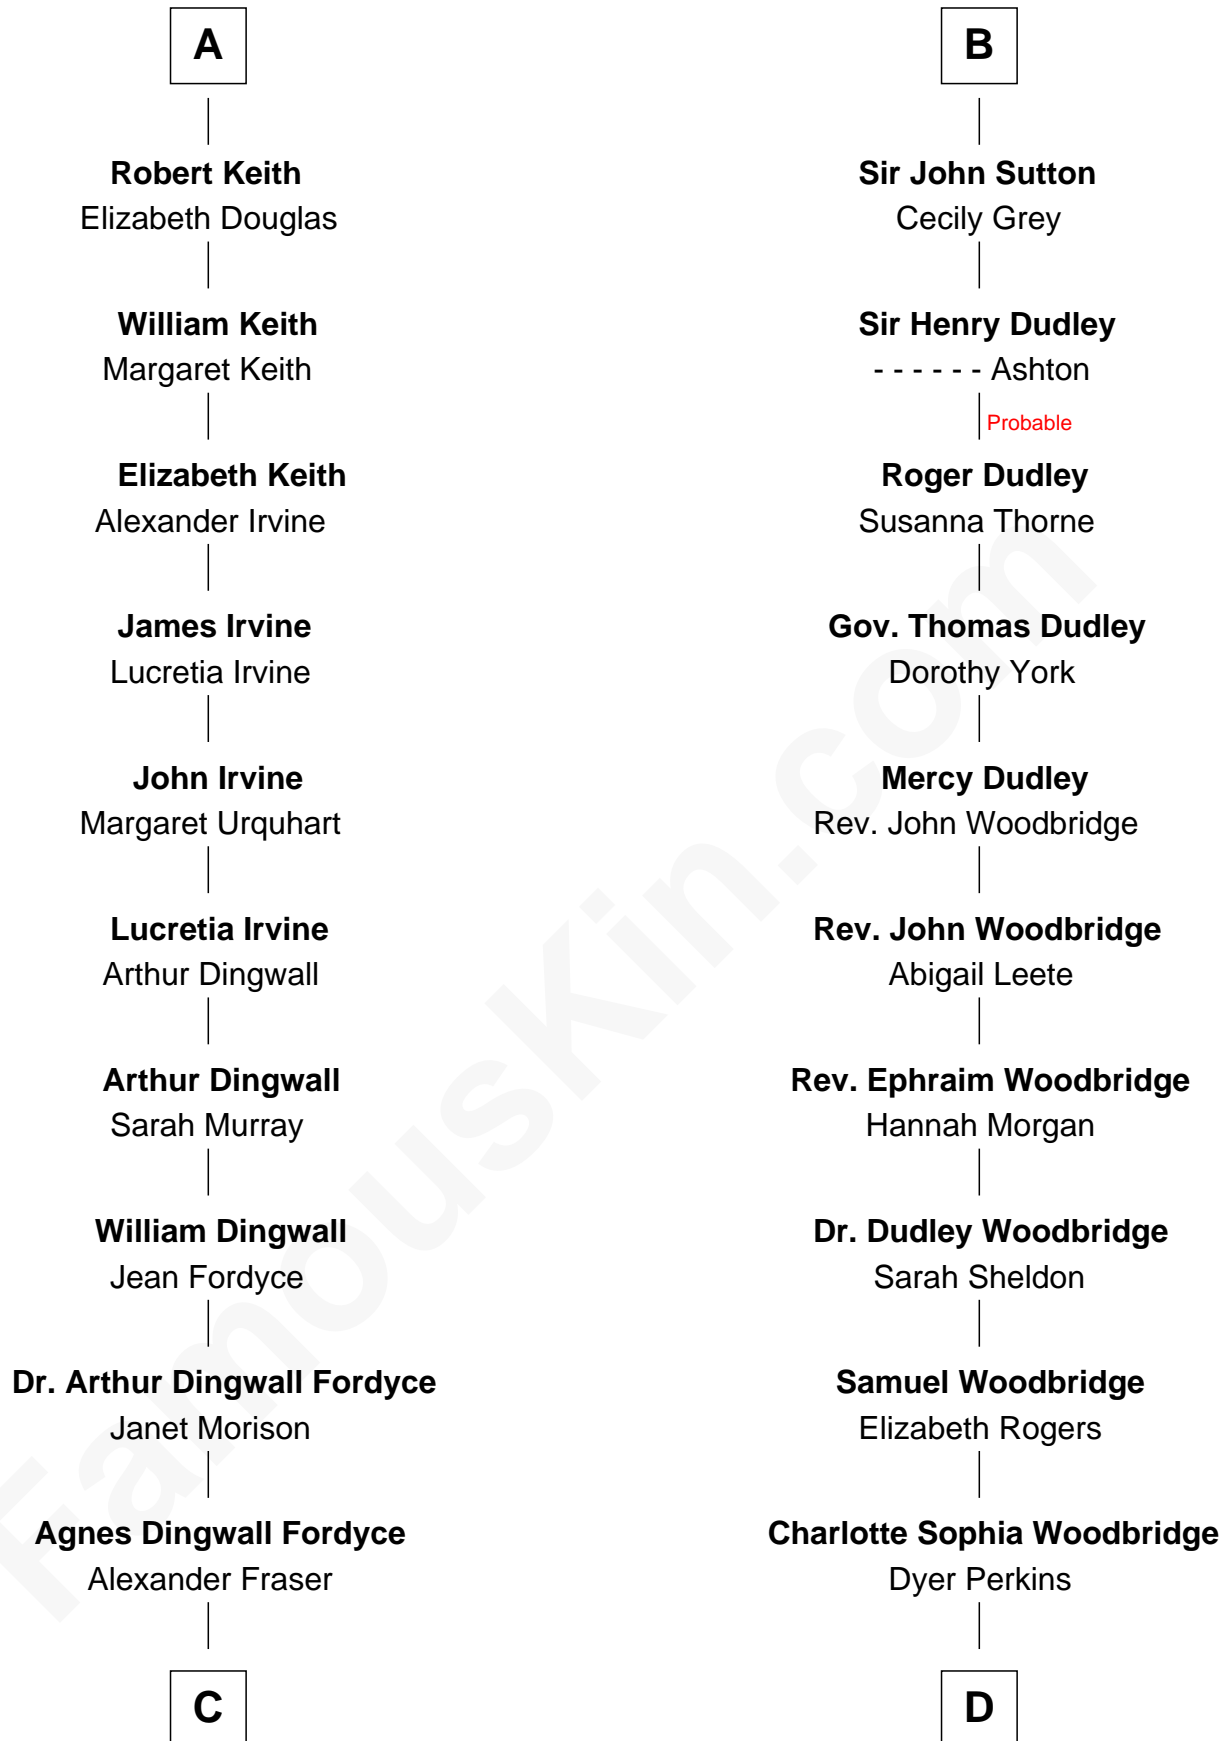 A
Robert Keith
Elizabeth Douglas
William Keith
Margaret Keith
Elizabeth Keith
Alexander Irvine
James Irvine
Lucretia Irvine
John Irvine
Margaret Urquhart
Lucretia Irvine
Arthur Dingwall
Arthur Dingwall
Sarah Murray
William Dingwall
Jean Fordyce
Dr. Arthur Dingwall Fordyce
Janet Morison
Agnes Dingwall Fordyce
Alexander Fraser
C
B
Sir John Sutton
Cecily Grey
Sir Henry Dudley
- - - - - - Ashton
Probable
Roger Dudley
Susanna Thorne
Gov. Thomas Dudley
Dorothy York
Mercy Dudley
Rev. John Woodbridge
Rev. John Woodbridge
Abigail Leete
Rev. Ephraim Woodbridge
Hannah Morgan
Dr. Dudley Woodbridge
Sarah Sheldon
Samuel Woodbridge
Elizabeth Rogers
Charlotte Sophia Woodbridge
Dyer Perkins
D
FamousKin.com